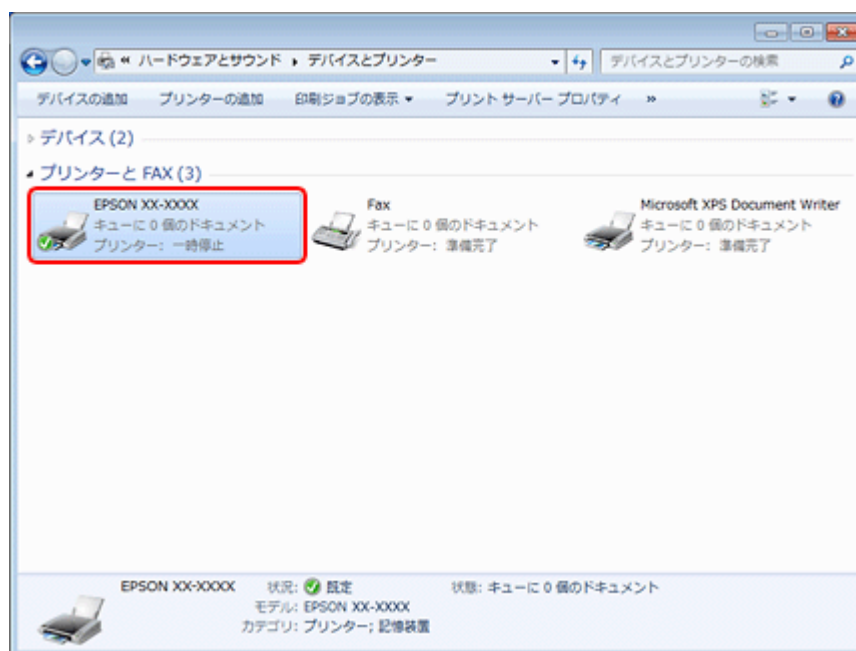 « ハードウェアとサウンド ▸ デバイスとプリンター
デバイスとプリンターの検索
デバイスの追加 プリンターの追加 印刷ジョブの表示 ▼ プリント サーバー プロパティ »
デバイス (2)
プリンターと FAX (3)
EPSON XX-XXXX
キューに 0 個のドキュメント
プリンター: 一時停止
Fax
キューに 0 個のドキュメント
プリンター: 準備完了
Microsoft XPS Document Writer
キューに 0 個のドキュメント
プリンター: 準備完了
EPSON XX-XXXX 状況: 既定 状態: キューに 0 個のドキュメント
モデル: EPSON XX-XXXX
カテゴリ: プリンター; 記憶装置